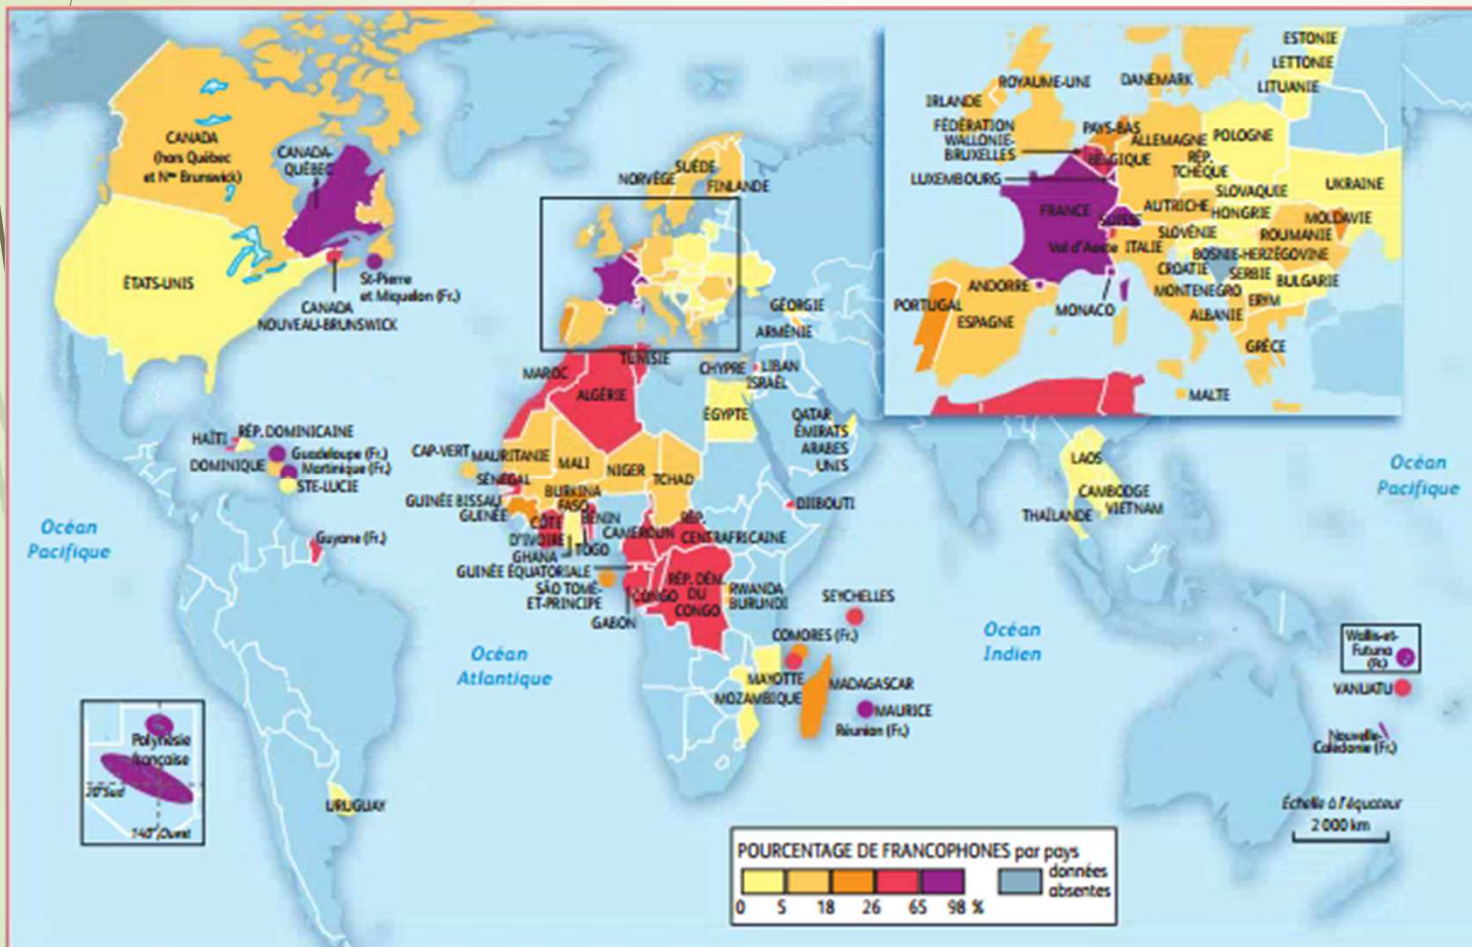 CANADA
(hors Québec
et Nᵛᵉ Brunswick)
CANADA-
QUÉBEC
ÉTATS-UNIS
St-Pierre
et Miquelon (Fr.)
CANADA
NOUVEAU-BRUNSWICK
HAÏTI
RÉP. DOMINICAINE
Guadeloupe (Fr.)
DOMINIQUE
Martinique (Fr.)
STE-LUCIE
Océan
Pacifique
Guyane (Fr.)
URUGUAY
Polynésie
française
20°Sud
140° Ouest
Océan
Atlantique
NORVÈGE
SUÈDE
FINLANDE
GÉORGIE
ARMÉNIE
CHYPRE
LIBAN
ISRAËL
TUNISIE
MAROC
ALGÉRIE
ÉGYPTE
QATAR
ÉMIRATS
ARABES
UNIS
CAP-VERT
MAURITANIE
MALI
NIGER
TCHAD
SÉNÉGAL
GUINÉE BISSAU
GUINÉE
BURKINA
FASO
CÔTE
D'IVOIRE
BÉNIN
GHANA
TOGO
CAMEROUN
RÉP.
CENTRAFRICAINE
DJIBOUTI
GUINÉE ÉQUATORIALE
SÃO TOMÉ-
ET-PRINCIPE
GABON
CONGO
RÉP. DÉM.
DU
CONGO
RWANDA
BURUNDI
SEYCHELLES
COMORES (Fr.)
MAYOTTE
MOZAMBIQUE
MADAGASCAR
MAURICE
Réunion (Fr.)
Océan
Indien
LAOS
CAMBODGE
VIETNAM
THAÏLANDE
Océan
Pacifique
Wallis-et-
Futuna
(Fr.)
VANUATU
Nouvelle-
Calédonie (Fr.)
Échelle à l'équateur
2 000 km
ESTONIE
LETTONIE
LITUANIE
ROYAUME-UNI
DANEMARK
IRLANDE
FÉDÉRATION
WALLONIE-
BRUXELLES
PAYS-BAS
ALLEMAGNE
POLOGNE
BELGIQUE
RÉP.
TCHÈQUE
LUXEMBOURG
SLOVAQUIE
UKRAINE
FRANCE
SUISSE
AUTRICHE
HONGRIE
MOLDAVIE
SLOVÉNIE
ROUMANIE
Val d'Aoste
ITALIE
BOSNIE-HERZÉGOVINE
CROATIE
SERBIE
BULGARIE
ANDORRE
MONTENEGRO
PORTUGAL
ESPAGNE
MONACO
ERYM
ALBANIE
GRÈCE
MALTE
POURCENTAGE DE FRANCOPHONES par pays
0 5 18 26 65 98 %
données
absentes